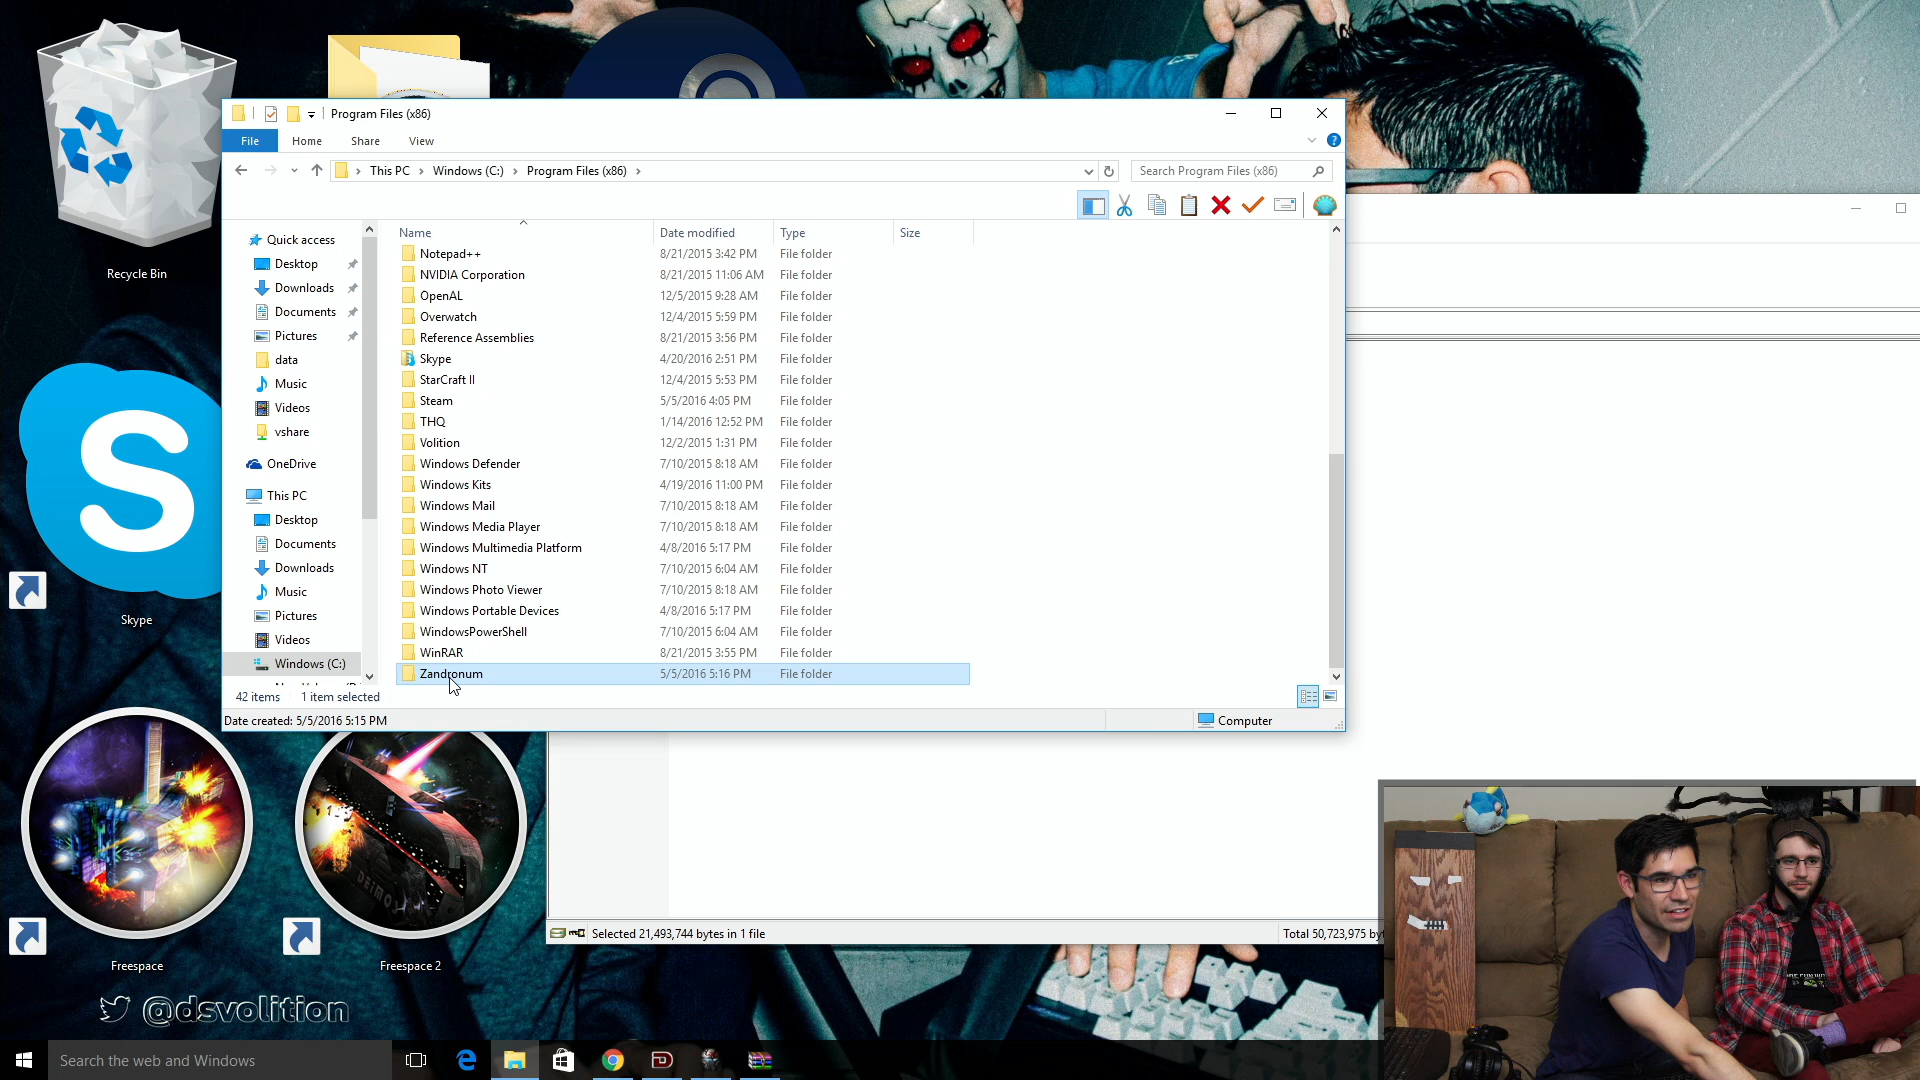 Program Files (x86)
File
Home
Share
View
This PC
Windows (C:)
Program Files (x86)
Search Program Files (x86)
Name
Date modified
Type
Size
Quick access
Desktop
Downloads
Documents
Pictures
data
Music
Videos
vshare
OneDrive
This PC
Desktop
Documents
Downloads
Music
Pictures
Videos
Windows (C:)
Notepad++ 8/21/2015 3:42 PM File folder
NVIDIA Corporation 8/21/2015 11:06 AM File folder
OpenAL 12/5/2015 9:28 AM File folder
Overwatch 12/4/2015 5:59 PM File folder
Reference Assemblies 8/21/2015 3:56 PM File folder
Skype 4/20/2016 2:51 PM File folder
StarCraft II 12/4/2015 5:53 PM File folder
Steam 5/5/2016 4:05 PM File folder
THQ 1/14/2016 12:52 PM File folder
Volition 12/2/2015 1:31 PM File folder
Windows Defender 7/10/2015 8:18 AM File folder
Windows Kits 4/19/2016 11:00 PM File folder
Windows Mail 7/10/2015 8:18 AM File folder
Windows Media Player 7/10/2015 8:18 AM File folder
Windows Multimedia Platform 4/8/2016 5:17 PM File folder
Windows NT 7/10/2015 6:04 AM File folder
Windows Photo Viewer 7/10/2015 8:18 AM File folder
Windows Portable Devices 4/8/2016 5:17 PM File folder
WindowsPowerShell 7/10/2015 6:04 AM File folder
WinRAR 8/21/2015 3:55 PM File folder
Zandronum 5/5/2016 5:16 PM File folder
42 items 1 item selected
Date created: 5/5/2016 5:15 PM
Computer
Recycle Bin
S
Skype
DEIMO
Freespace
Freespace 2
@dsvolition
Selected 21,493,744 bytes in 1 file
Total 50,723,975 by
Search the web and Windows